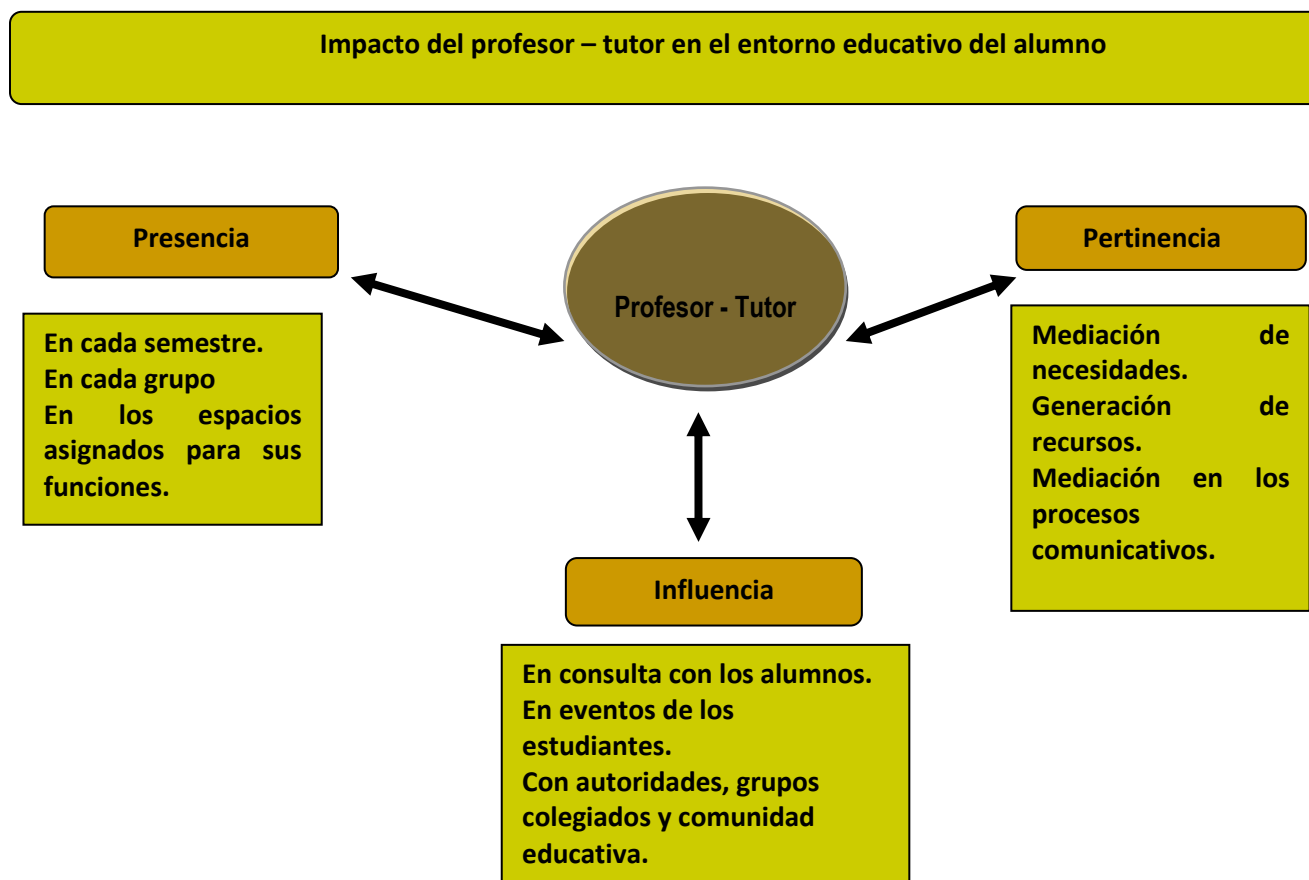 Impacto del profesor – tutor en el entorno educativo del alumno
Presencia
En cada semestre.
En cada grupo
En los espacios
asignados para sus
funciones.
Profesor - Tutor
Pertinencia
Mediación de
necesidades.
Generación de
recursos.
Mediación en los
procesos
comunicativos.
Influencia
En consulta con los alumnos.
En eventos de los
estudiantes.
Con autoridades, grupos
colegiados y comunidad
educativa.